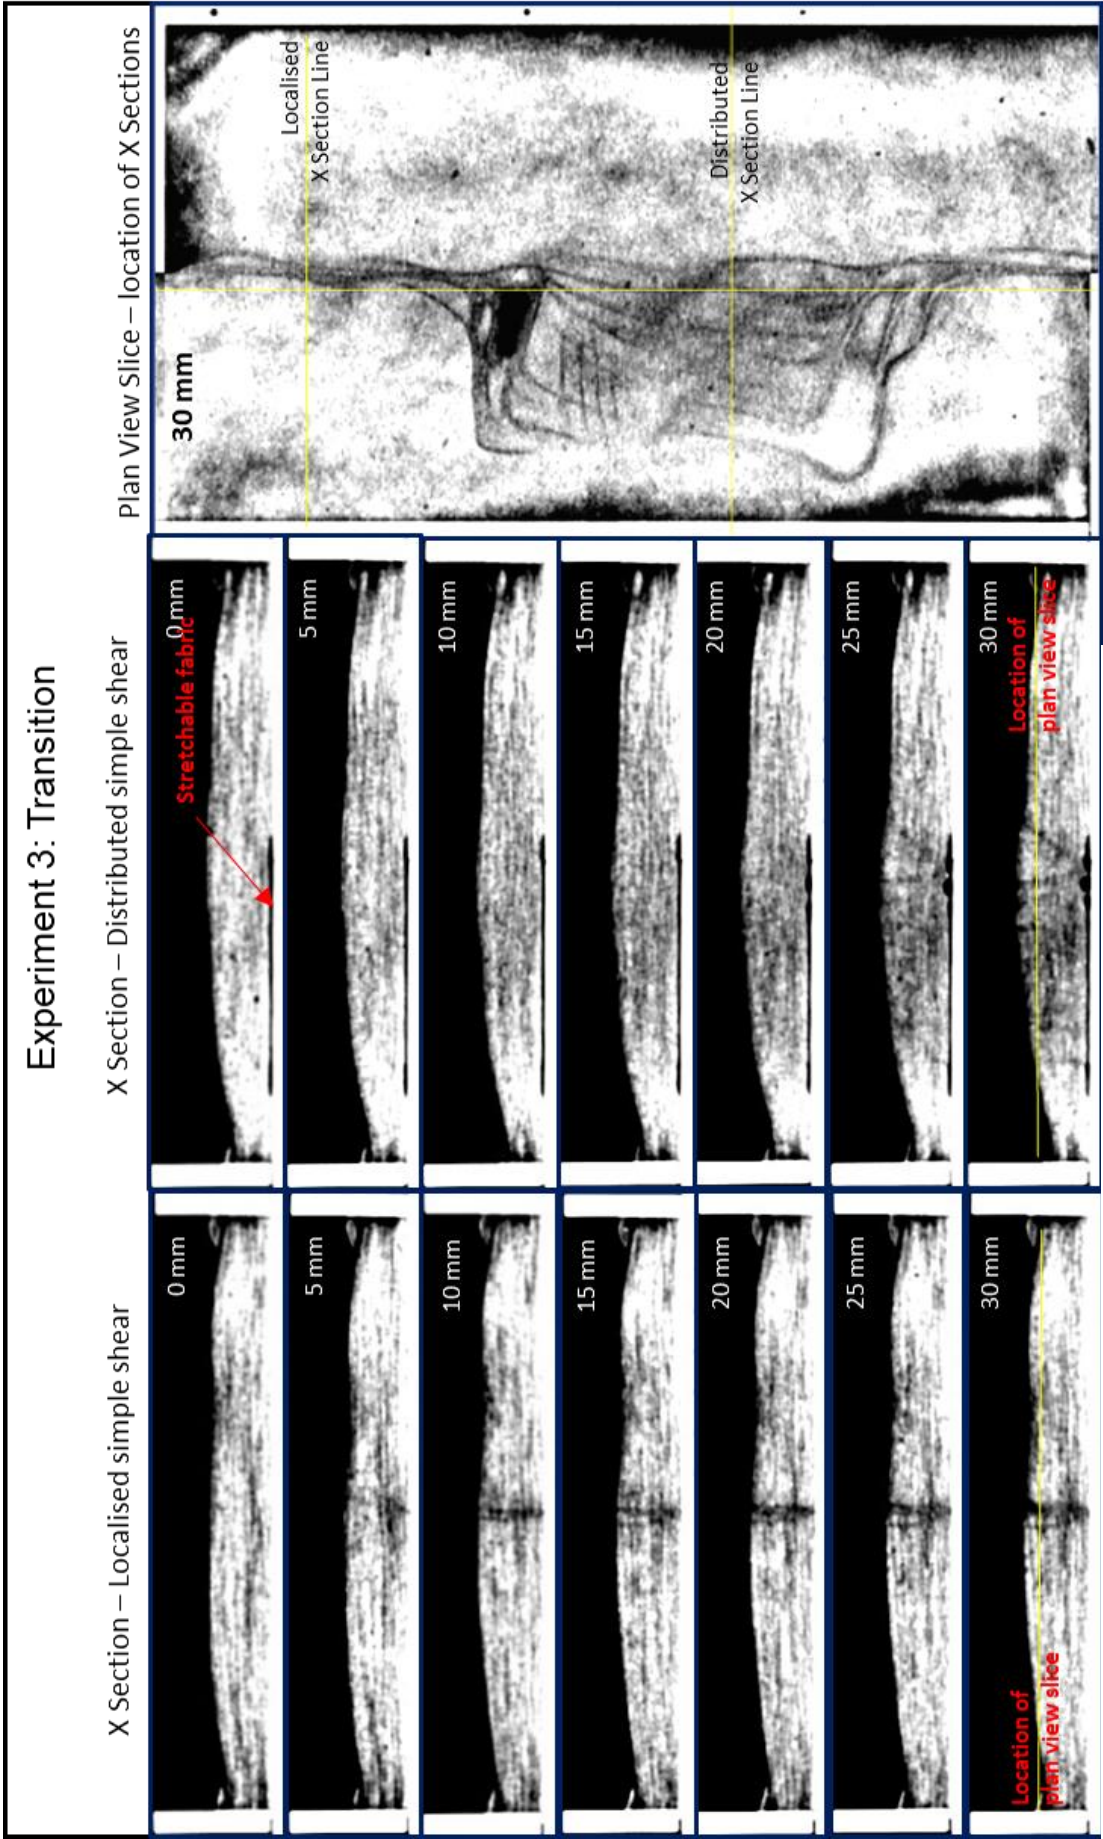 Experiment 3: Transition
X Section – Localised simple shear
0 mm
5 mm
10 mm
15 mm
20 mm
25 mm
30 mm
Location of
plan view slice
X Section – Distributed simple shear
0 mm
Stretchable fabric
5 mm
10 mm
15 mm
20 mm
25 mm
30 mm
Location of
plan view slice
Plan View Slice – location of X Sections
30 mm
Localised
X Section Line
Distributed
X Section Line